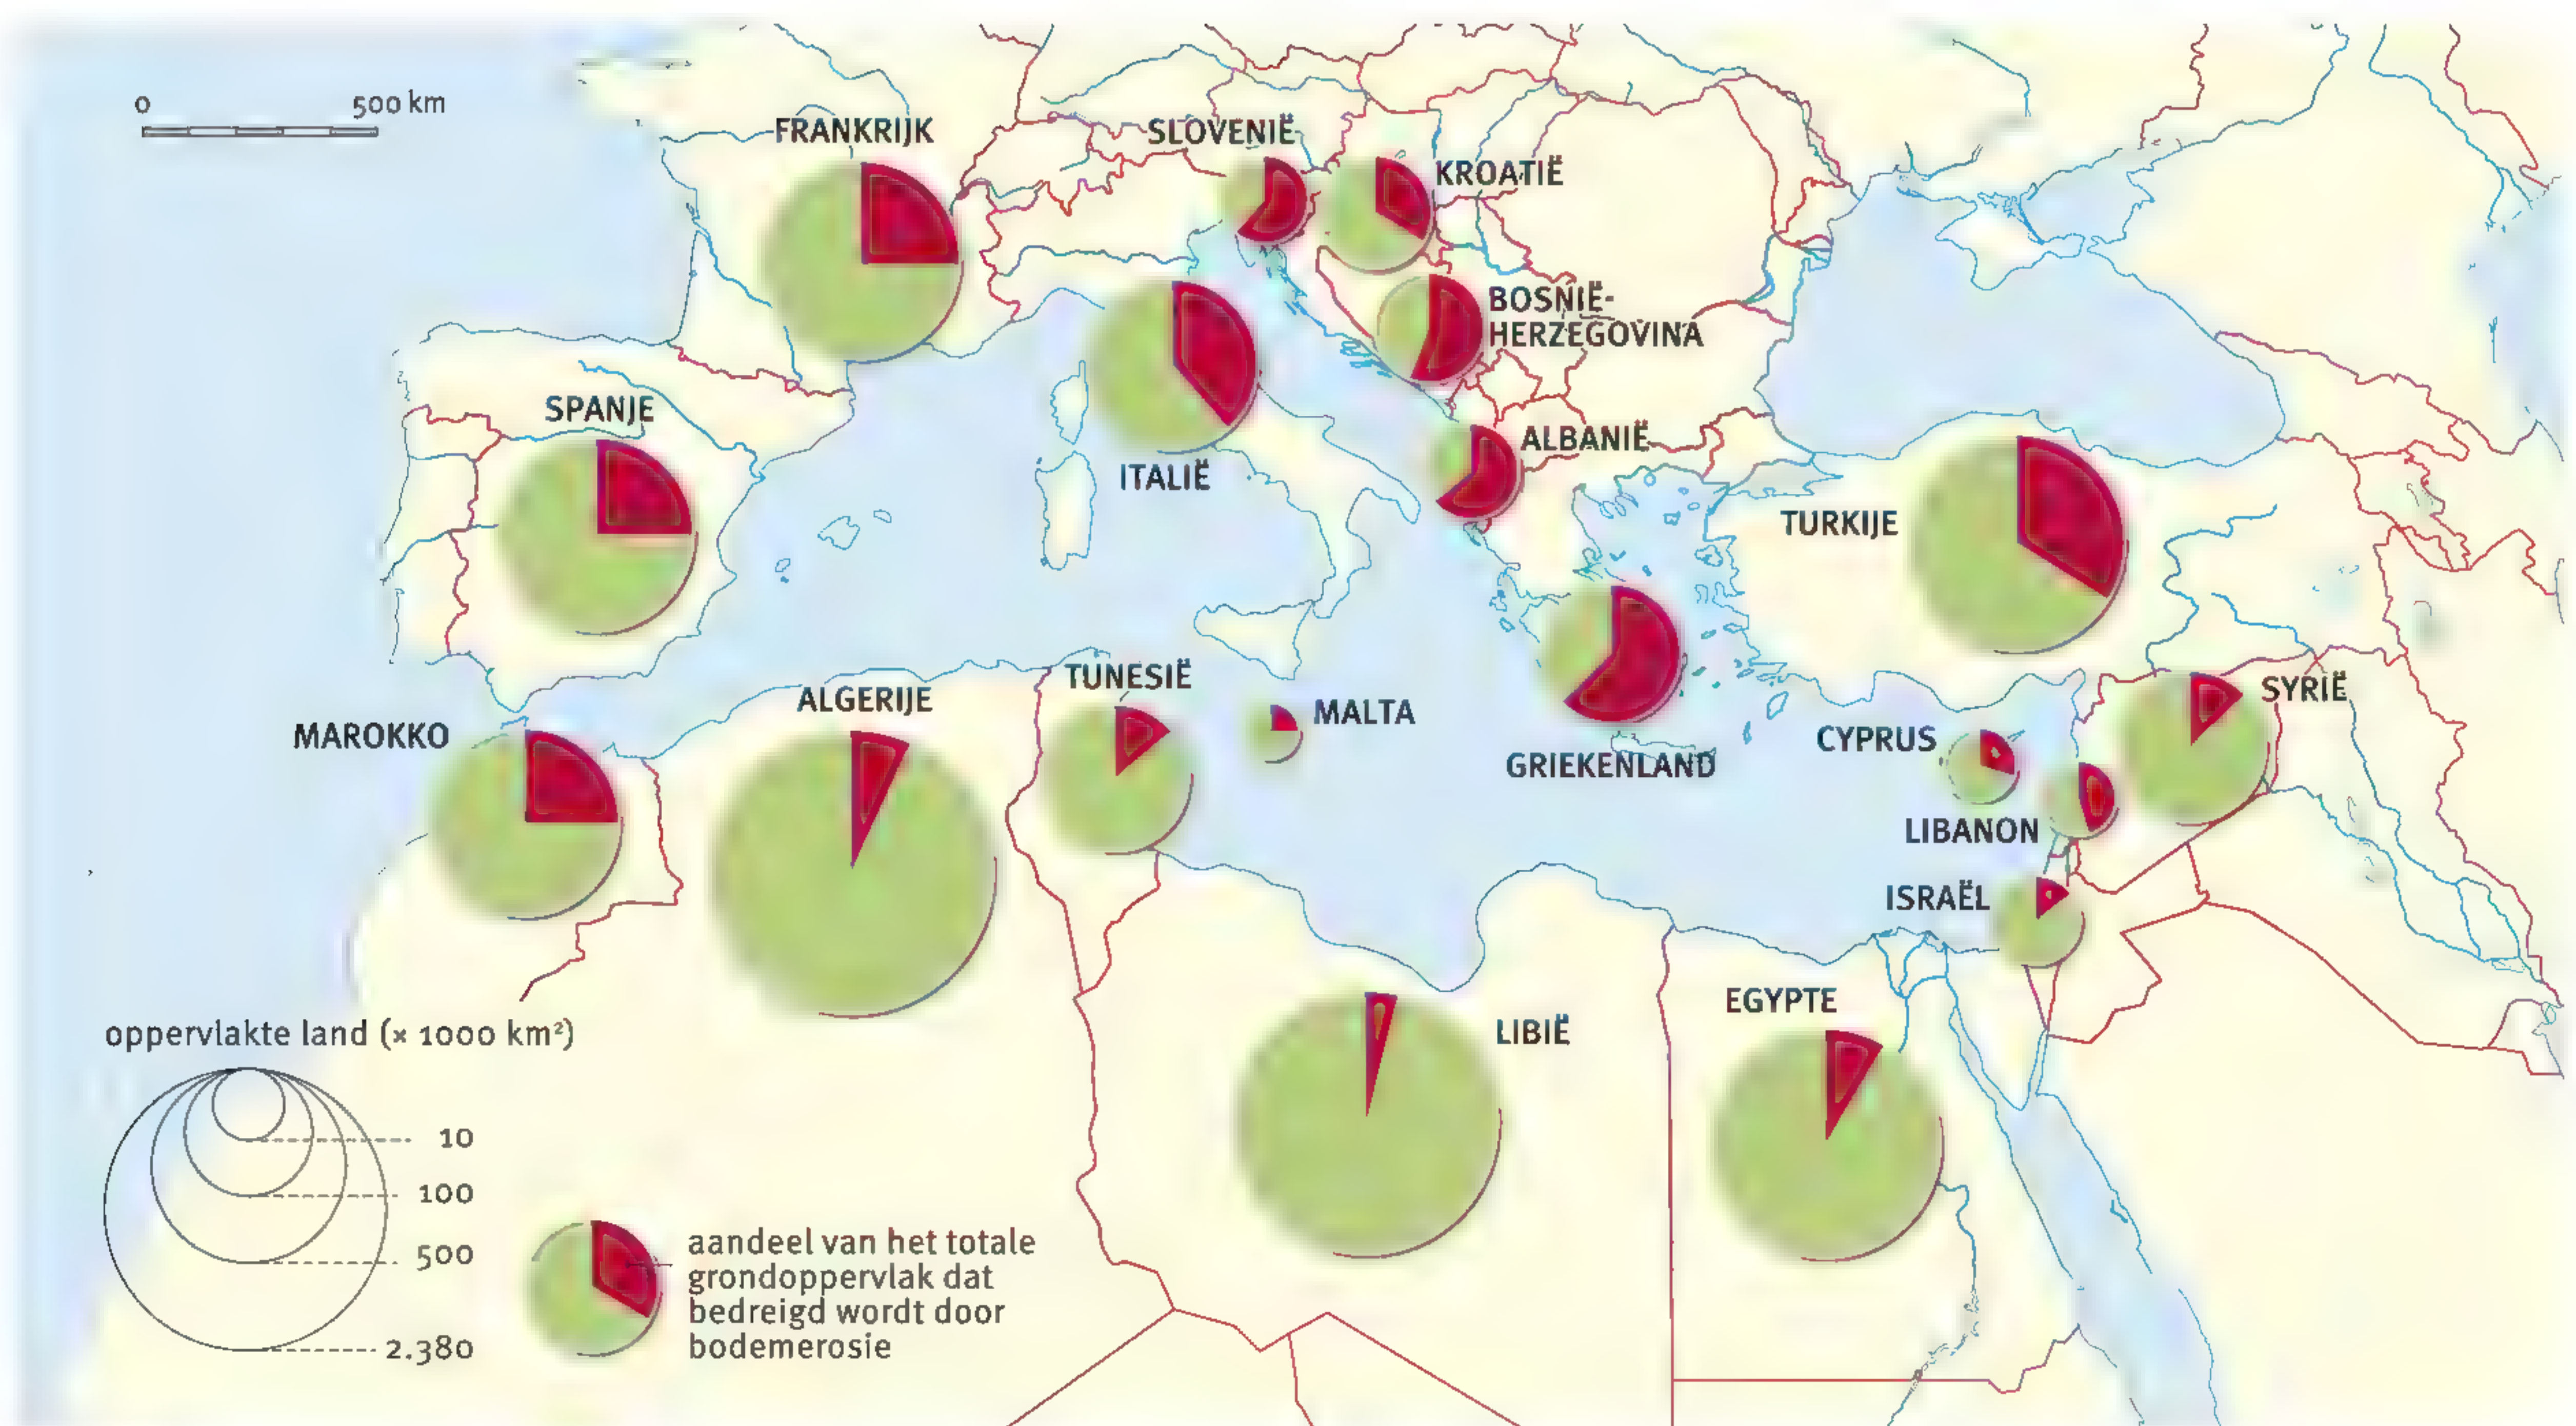 0 500 km
FRANKRIJK
SLOVENIË
KROATIË
BOSNIË-
HERZEGOVINA
SPANJE
ITALIË
ALBANIË
TURKIJE
MAROKKO
ALGERIJE
TUNESIË
MALTA
GRIEKENLAND
CYPRUS
SYRIË
LIBANON
ISRAËL
LIBIË
EGYPTE
oppervlakte land (× 1000 km²)
10
100
500
2.380
aandeel van het totale
grondoppervlak dat
bedreigd wordt door
bodemerosie